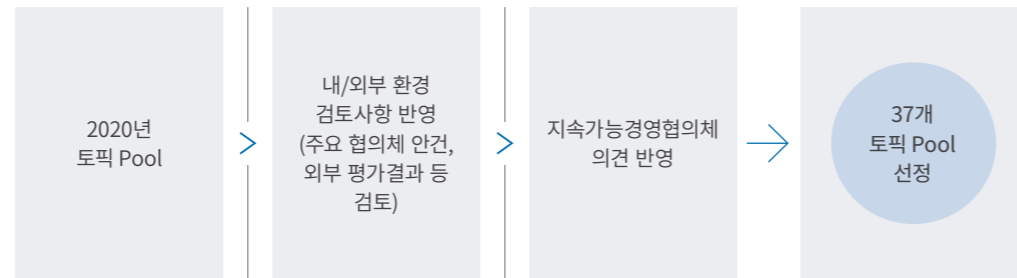 2020년
토픽 Pool
내/외부 환경
검토사항 반영
(주요 협의체 안건,
외부 평가결과 등
검토)
지속가능경영협의체
의견 반영
37개
토픽 Pool
선정